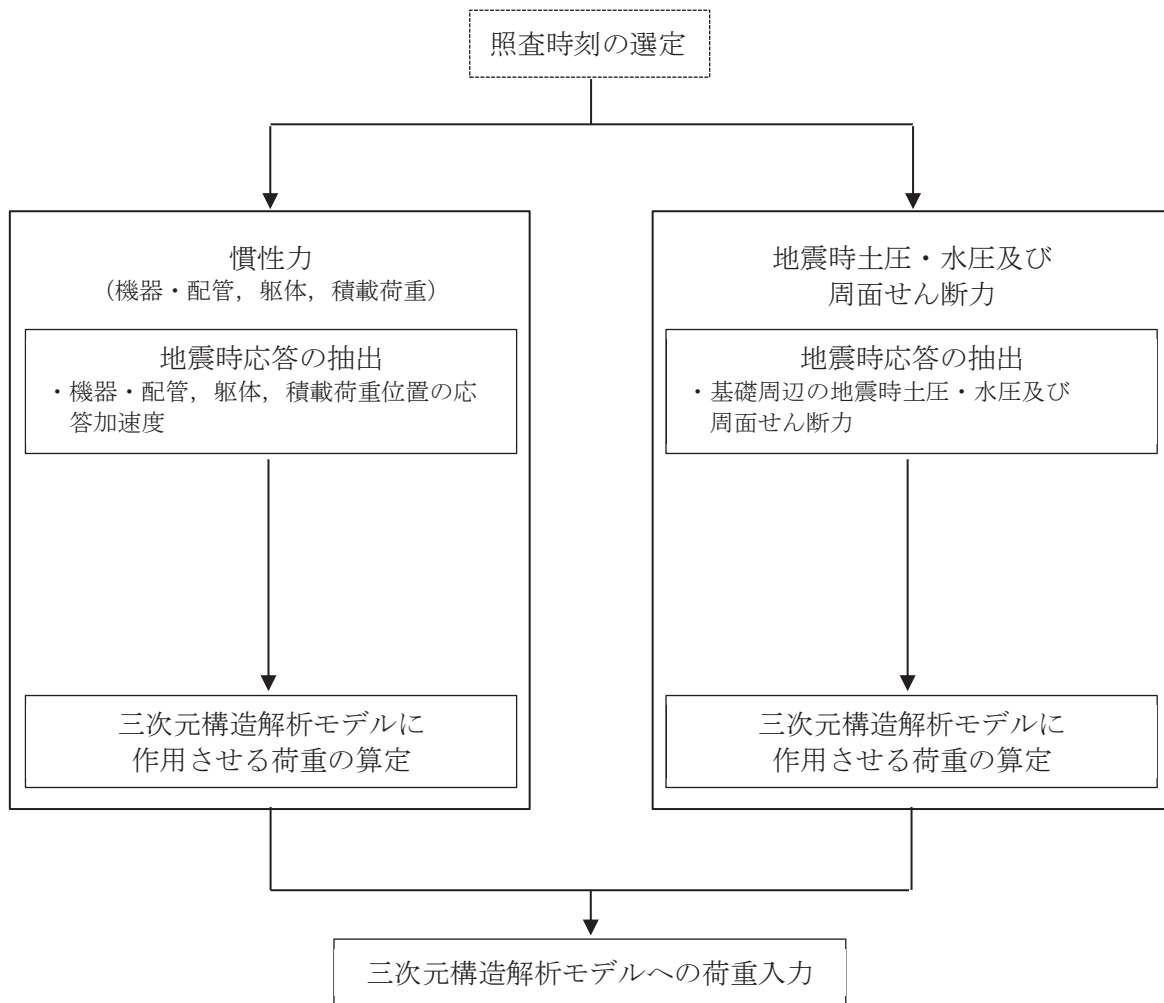 照査時刻の選定
慣性力
（機器・配管，躯体，積載荷重）
地震時応答の抽出
・機器・配管，躯体，積載荷重位置の応
答加速度
三次元構造解析モデルに
作用させる荷重の算定
地震時土圧・水圧及び
周面せん断力
地震時応答の抽出
・基礎周辺の地震時土圧・水圧及び
周面せん断力
三次元構造解析モデルに
作用させる荷重の算定
三次元構造解析モデルへの荷重入力